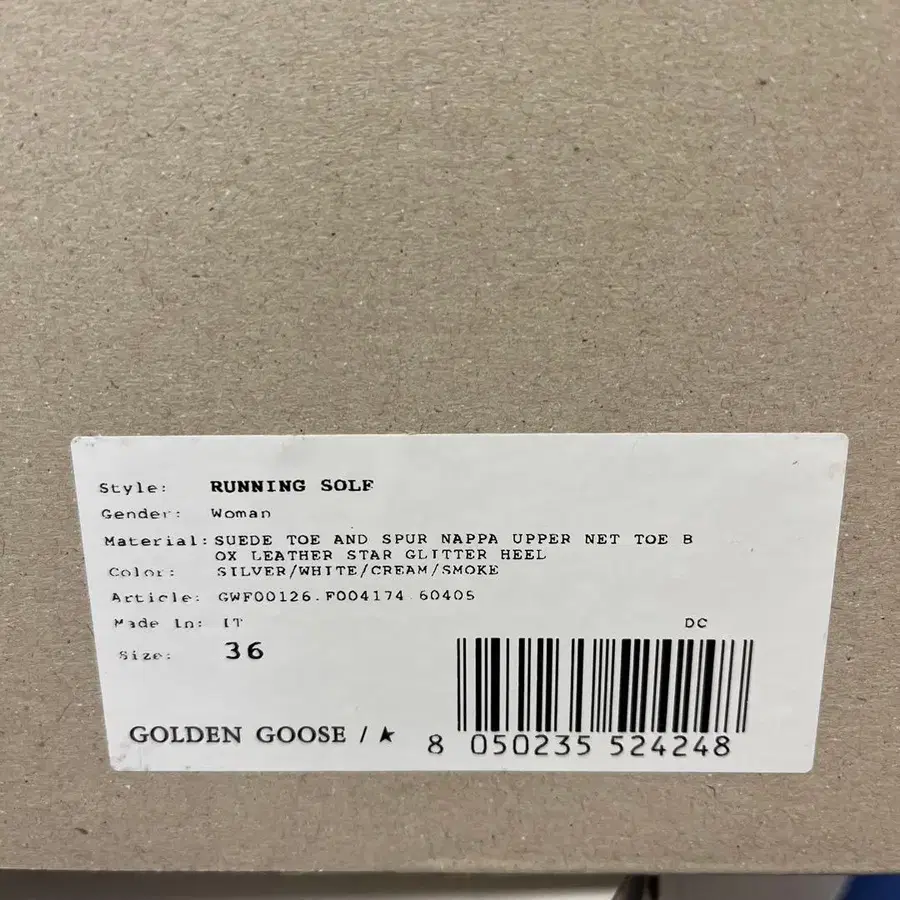 Style: RUNNING SOLE
Gender: Woman
Material: SUEDE TOE AND SPUR NAPPA UPPER NET TOE B
OX LEATHER STAR GLITTER HEEL
Color: SILVER/WHITE/CREAM/SMOKE
Article: GWF00126.F004174.60405
Made In: IT
DC
Size: 36
GOLDEN GOOSE / ★
8 050235 524248